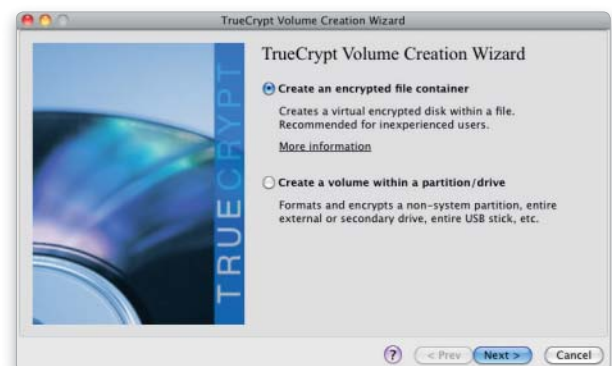 TrueCrypt Volume Creation Wizard
TRUECRYPT
TrueCrypt Volume Creation Wizard
Create an encrypted file container
Creates a virtual encrypted disk within a file.
Recommended for inexperienced users.
More information
Create a volume within a partition/drive
Formats and encrypts a non-system partition, entire
external or secondary drive, entire USB stick, etc.
? < Prev Next > Cancel